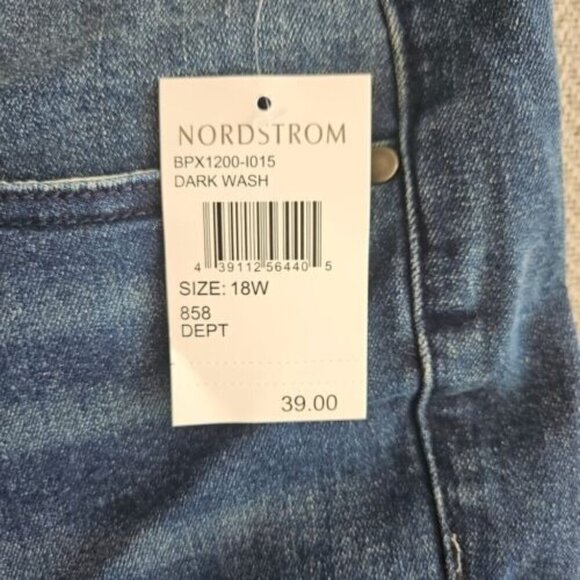 NORDSTROM
BPX1200-I015
DARK WASH
4 39112 56440 5
SIZE: 18W
858
DEPT
39.00